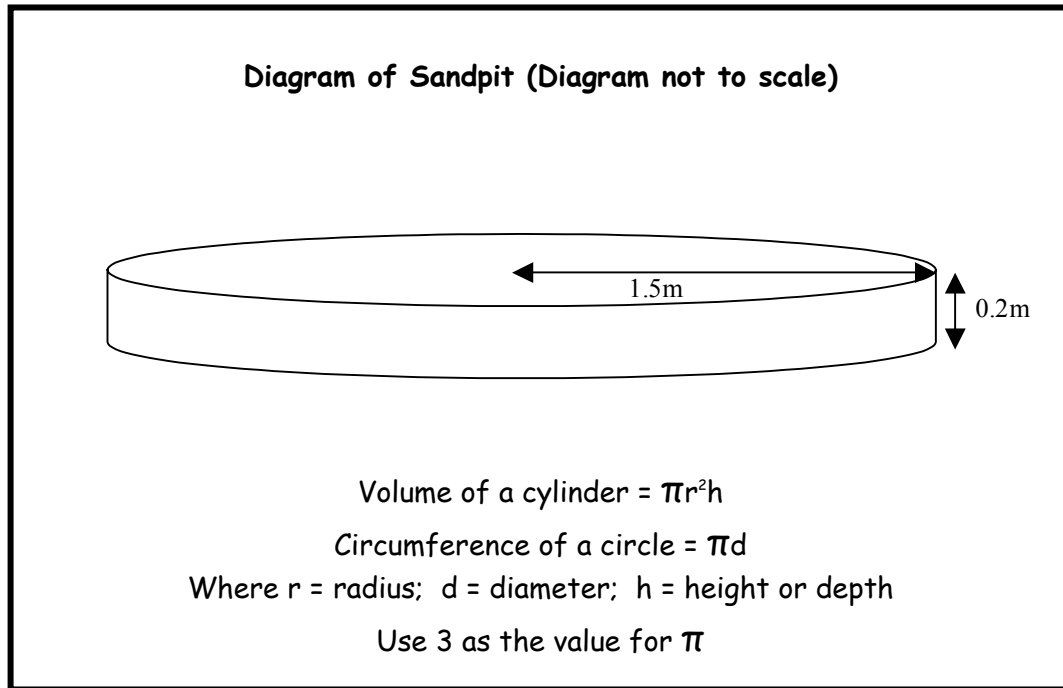 Diagram of Sandpit (Diagram not to scale)
1.5m
0.2m
Volume of a cylinder = πr²h
Circumference of a circle = πd
Where r = radius; d = diameter; h = height or depth
Use 3 as the value for π